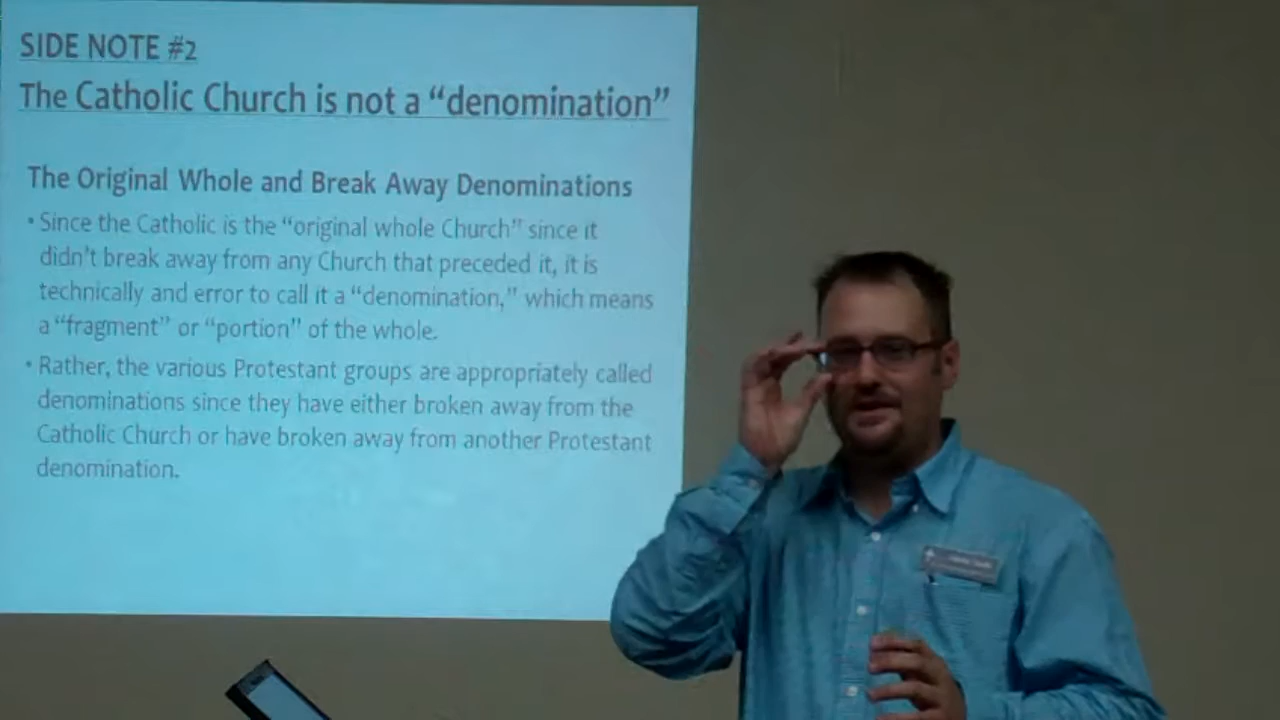 SIDE NOTE #2
The Catholic Church is not a “denomination”
The Original Whole and Break Away Denominations
• Since the Catholic is the “original whole Church” since it
didn’t break away from any Church that preceded it, it is
technically and error to call it a “denomination,” which means
a “fragment” or “portion” of the whole.
• Rather, the various Protestant groups are appropriately called
denominations since they have either broken away from the
Catholic Church or have broken away from another Protestant
denomination.